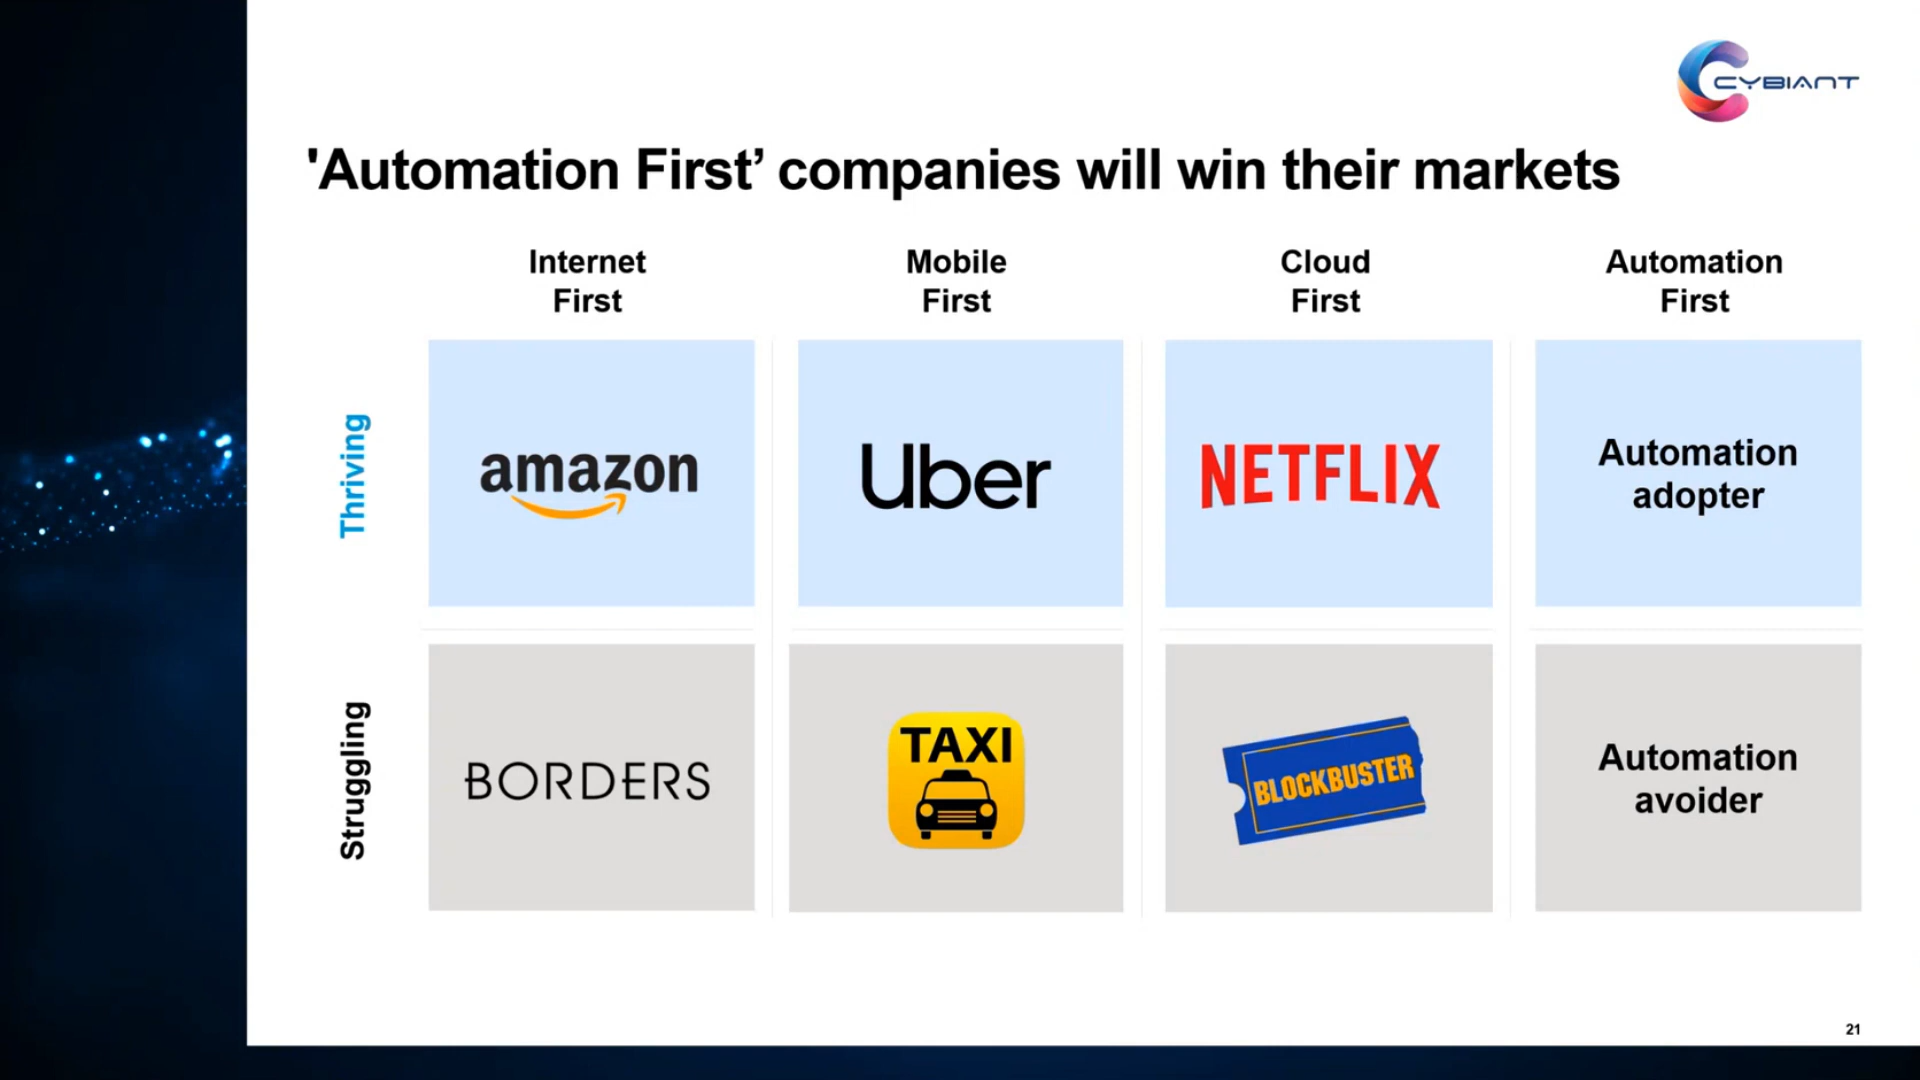 CYBIANT
'Automation First’ companies will win their markets
Internet
First
Mobile
First
Cloud
First
Automation
First
Thriving
amazon
Uber
NETFLIX
Automation
adopter
Struggling
BORDERS
TAXI
BLOCKBUSTER
Automation
avoider
21